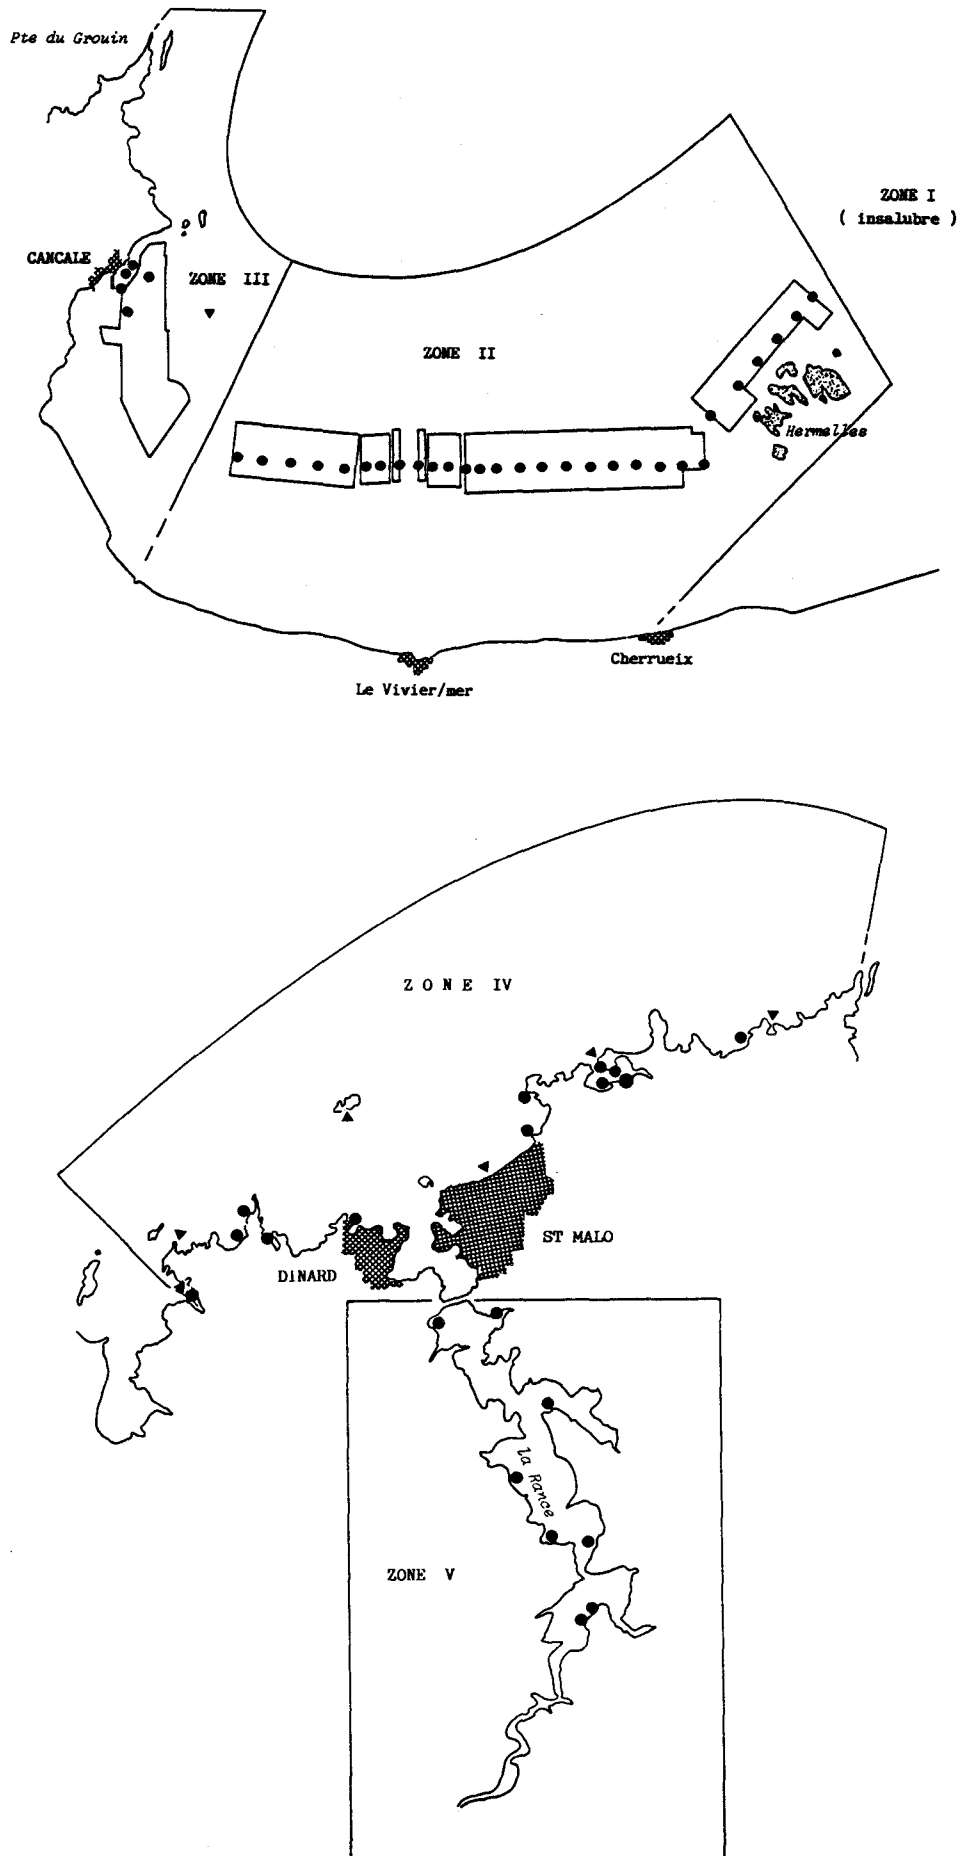 Pte du Grouin
ZONE I
( insalubre )
CANCALE
ZONE III
ZONE II
Hermelles
Cherrueix
Le Vivier/mer
Z O N E IV
ST MALO
DINARD
la Rance
ZONE V